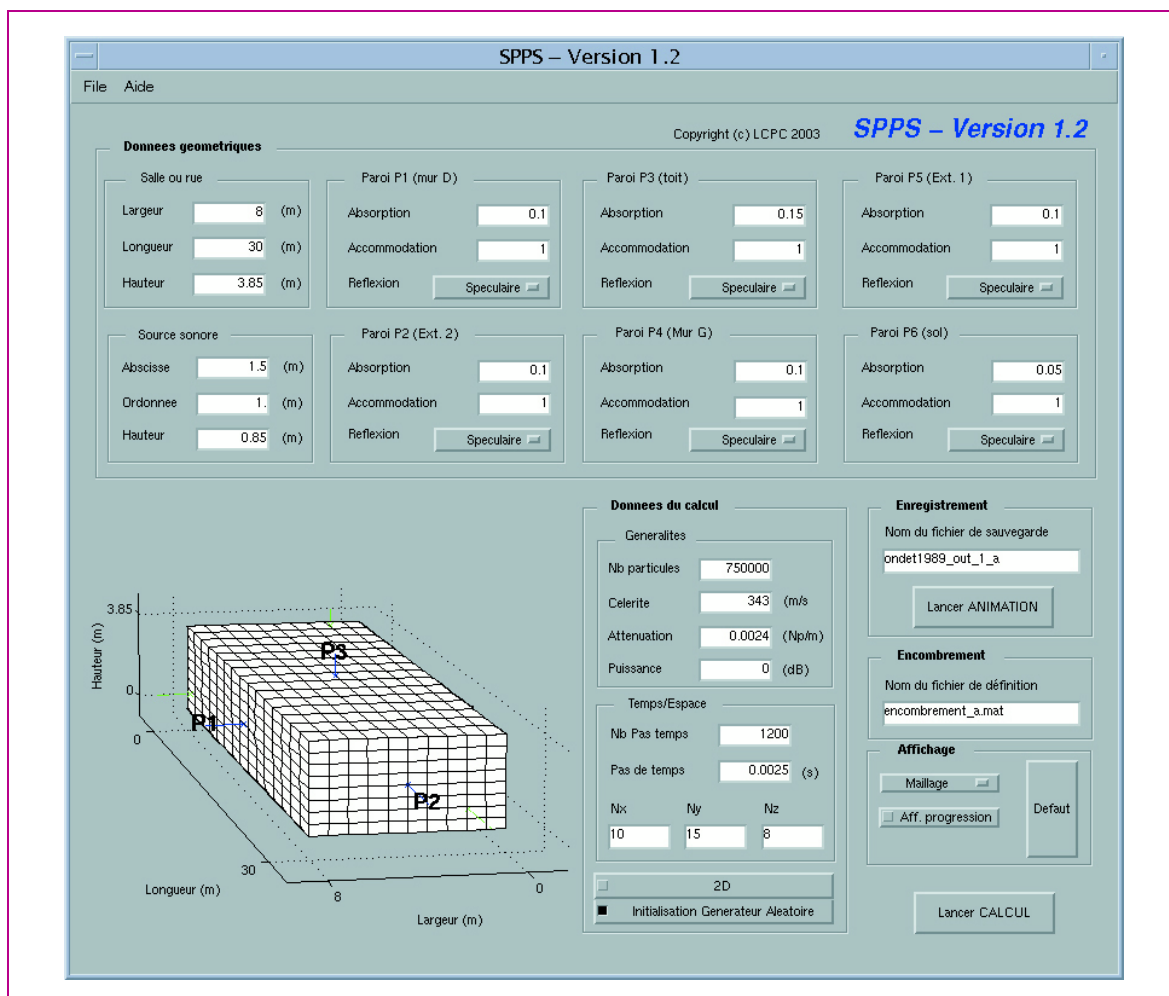 SPPS – Version 1.2
File Aide
Copyright (c) LCPC 2003 SPPS – Version 1.2
Donnees geometriques
Salle ou rue
Largeur 8 (m)
Longueur 30 (m)
Hauteur 3.85 (m)
Paroi P1 (mur D)
Absorption 0.1
Accommodation 1
Reflexion Speculaire
Paroi P3 (toit)
Absorption 0.15
Accommodation 1
Reflexion Speculaire
Paroi P5 (Ext. 1)
Absorption 0.1
Accommodation 1
Reflexion Speculaire
Source sonore
Abscisse 1.5 (m)
Ordonnee 1. (m)
Hauteur 0.85 (m)
Paroi P2 (Ext. 2)
Absorption 0.1
Accommodation 1
Reflexion Speculaire
Paroi P4 (Mur G)
Absorption 0.1
Accommodation 1
Reflexion Speculaire
Paroi P6 (sol)
Absorption 0.05
Accommodation 1
Reflexion Speculaire
Hauteur (m)
3.85
0
P3
P1
P2
0
30
Longueur (m)
8
0
Largeur (m)
Donnees du calcul
Generalites
Nb particules 750000
Celerite 343 (m/s
Attenuation 0.0024 (Np/m)
Puissance 0 (dB)
Temps/Espace
Nb Pas temps 1200
Pas de temps 0.0025 (s)
Nx Ny Nz
10 15 8
2D
Initialisation Generateur Aleatoire
Enregistrement
Nom du fichier de sauvegarde
ondet1989_out_1_a
Lancer ANIMATION
Encombrement
Nom du fichier de définition
encombrement_a.mat
Affichage
Maillage
Aff. progression
Defaut
Lancer CALCUL